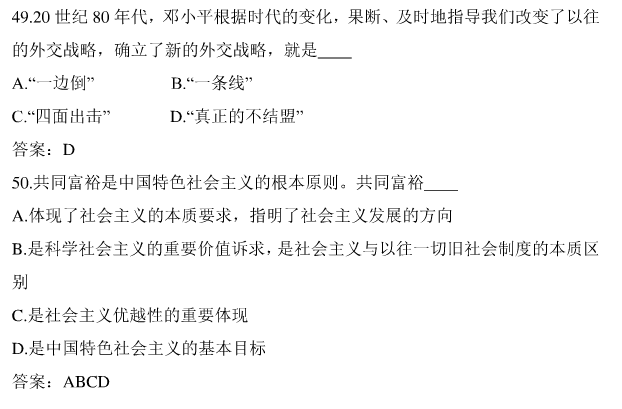 49.20 世纪 80 年代，邓小平根据时代的变化，果断、及时地指导我们改变了以往
的外交战略，确立了新的外交战略，就是____
A.“一边倒” B.“一条线”
C.“四面出击” D.“真正的不结盟”
答案：D
50.共同富裕是中国特色社会主义的根本原则。共同富裕____
A.体现了社会主义的本质要求，指明了社会主义发展的方向
B.是科学社会主义的重要价值诉求，是社会主义与以往一切旧社会制度的本质区
别
C.是社会主义优越性的重要体现
D.是中国特色社会主义的基本目标
答案：ABCD